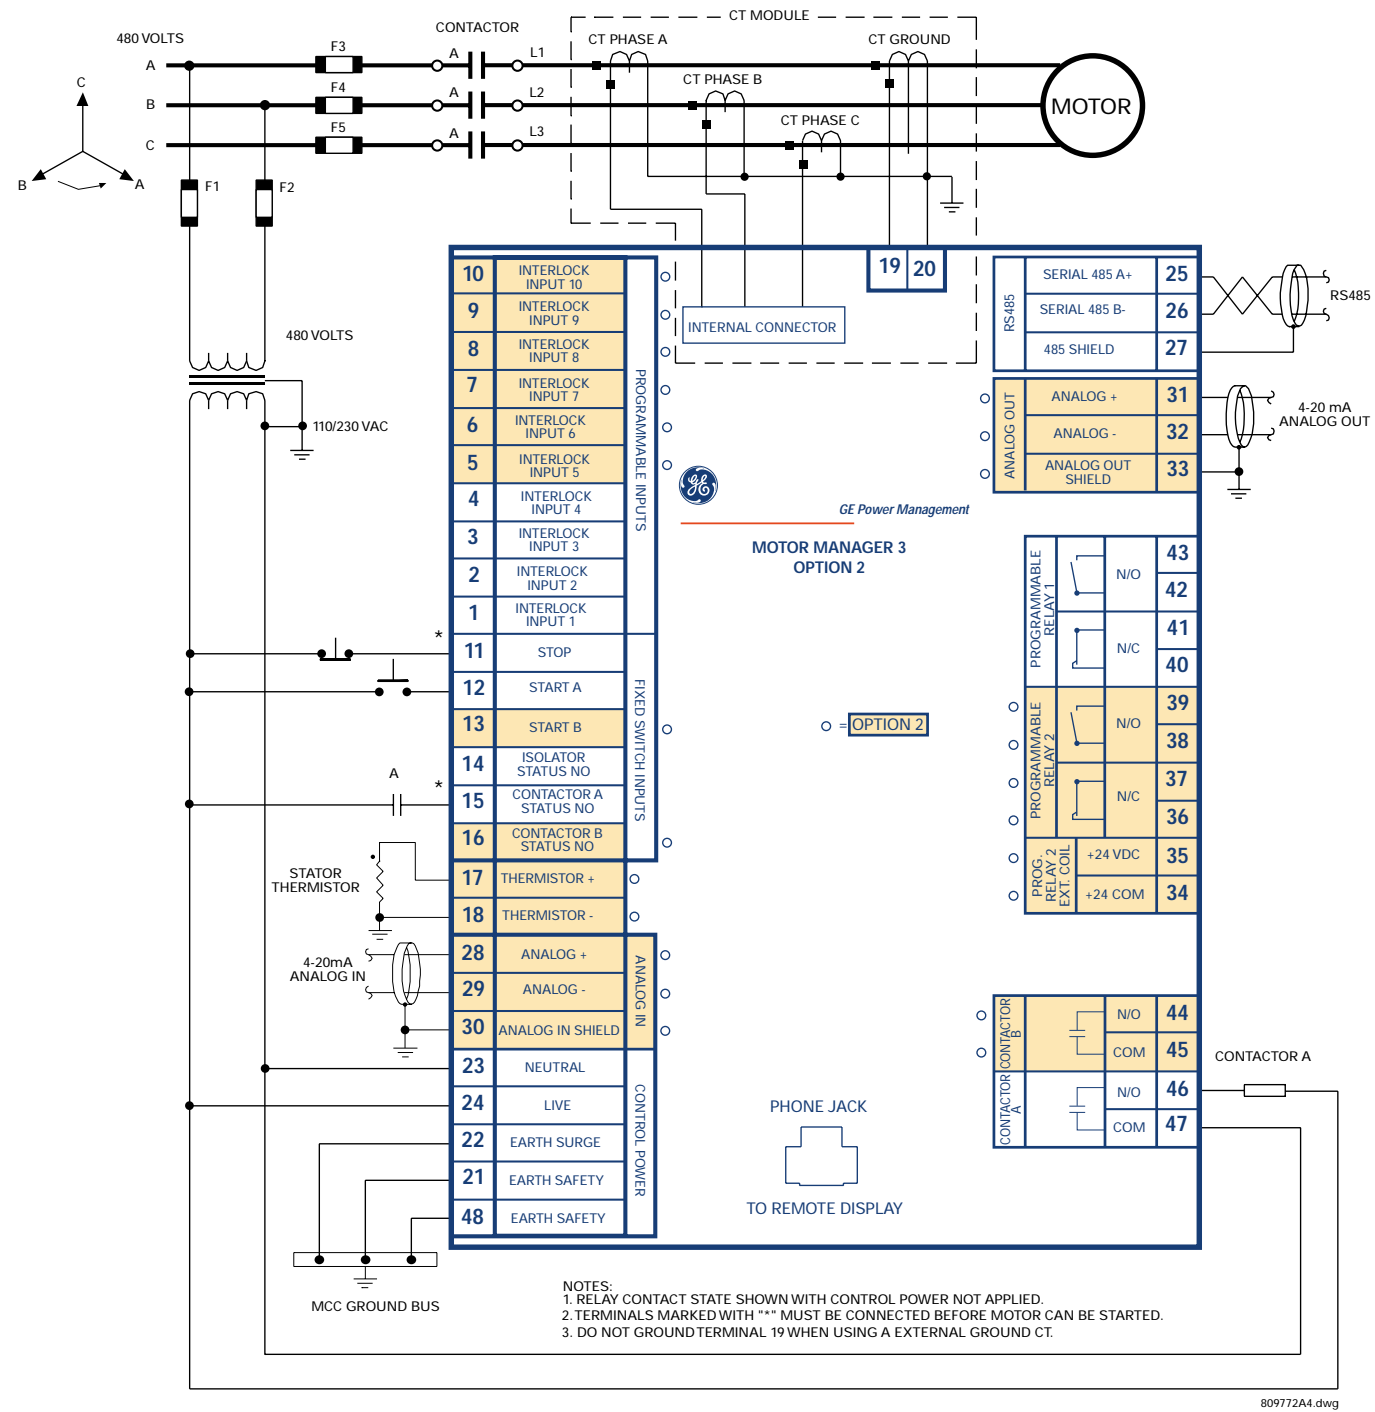 CT MODULE
CONTACTOR
480 VOLTS
F3
A
L1
CT PHASE A
CT GROUND
A
C
F4
A
L2
CT PHASE B
B
MOTOR
F5
A
L3
CT PHASE C
C
B
A
F1
F2
480 VOLTS
110/230 VAC
19
20
INTERNAL CONNECTOR
10
INTERLOCK
INPUT 10
9
INTERLOCK
INPUT 9
8
INTERLOCK
INPUT 8
7
INTERLOCK
INPUT 7
6
INTERLOCK
INPUT 6
5
INTERLOCK
INPUT 5
4
INTERLOCK
INPUT 4
3
INTERLOCK
INPUT 3
2
INTERLOCK
INPUT 2
1
INTERLOCK
INPUT 1
PROGRAMMABLE INPUTS
*
11
STOP
12
START A
13
START B
14
ISOLATOR
STATUS NO
A
*
15
CONTACTOR A
STATUS NO
16
CONTACTOR B
STATUS NO
FIXED SWITCH INPUTS
STATOR
THERMISTOR
17
THERMISTOR +
18
THERMISTOR -
4-20mA
ANALOG IN
28
ANALOG +
29
ANALOG -
30
ANALOG IN SHIELD
ANALOG IN
23
NEUTRAL
24
LIVE
22
EARTH SURGE
21
EARTH SAFETY
48
EARTH SAFETY
CONTROL POWER
MCC GROUND BUS
GE
GE Power Management
MOTOR MANAGER 3
OPTION 2
= OPTION 2
PHONE JACK
TO REMOTE DISPLAY
RS485
SERIAL 485 A+
25
SERIAL 485 B-
26
485 SHIELD
27
RS485
ANALOG OUT
ANALOG +
31
ANALOG -
32
ANALOG OUT
SHIELD
33
4-20 mA
ANALOG OUT
PROGRAMMABLE
RELAY 1
N/O
43
42
N/C
41
40
PROGRAMMABLE
RELAY 2
N/O
39
38
N/C
37
36
PROG.
RELAY 2
EXT. COIL
+24 VDC
35
+24 COM
34
CONTACTOR
B
N/O
44
COM
45
CONTACTOR
A
N/O
46
COM
47
CONTACTOR A
NOTES:
1. RELAY CONTACT STATE SHOWN WITH CONTROL POWER NOT APPLIED.
2. TERMINALS MARKED WITH "*" MUST BE CONNECTED BEFORE MOTOR CAN BE STARTED.
3. DO NOT GROUND TERMINAL 19 WHEN USING A EXTERNAL GROUND CT.
809772A4.dwg